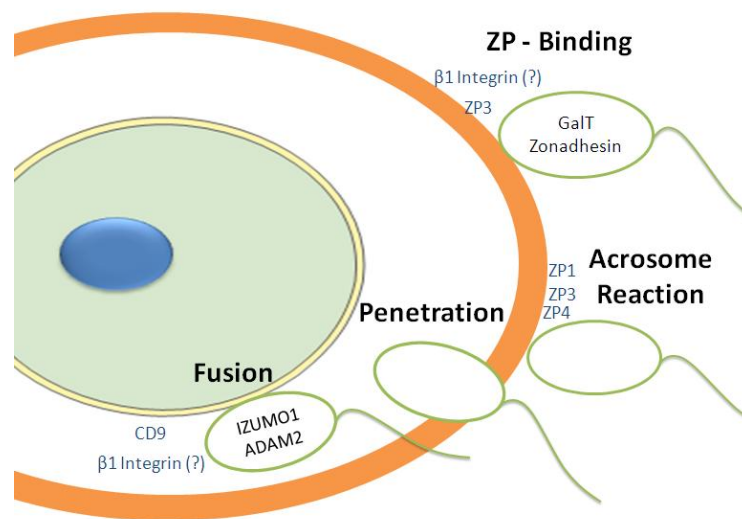 ZP - Binding
β1 Integrin (?)
ZP3
GalT
Zonadhesin
Acrosome
Reaction
ZP1
ZP3
ZP4
Penetration
Fusion
IZUMO1
ADAM2
CD9
β1 Integrin (?)